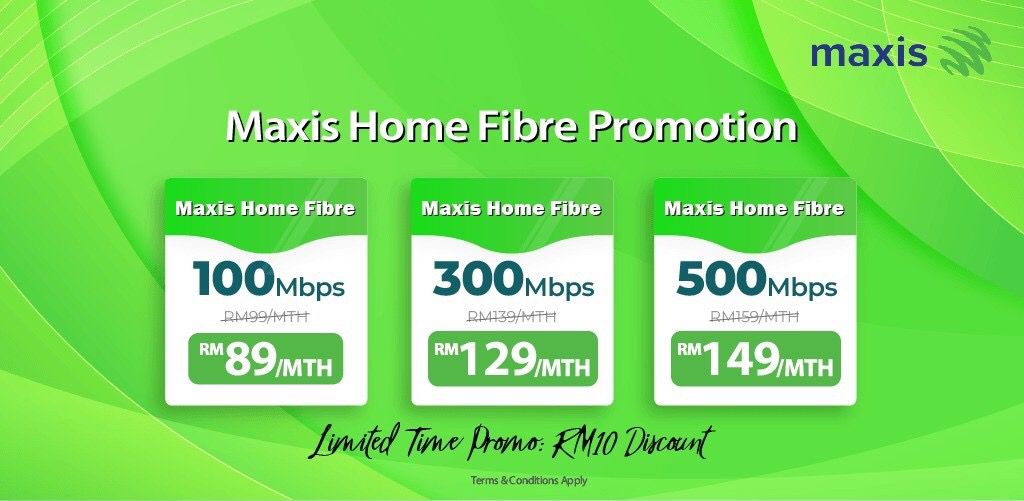 maxis
Maxis Home Fibre Promotion
Maxis Home Fibre
100Mbps
RM99/MTH
RM89/MTH
Maxis Home Fibre
300Mbps
RM139/MTH
RM129/MTH
Maxis Home Fibre
500Mbps
RM159/MTH
RM149/MTH
Limited Time Promo: RM10 Discount
Terms & Conditions Apply